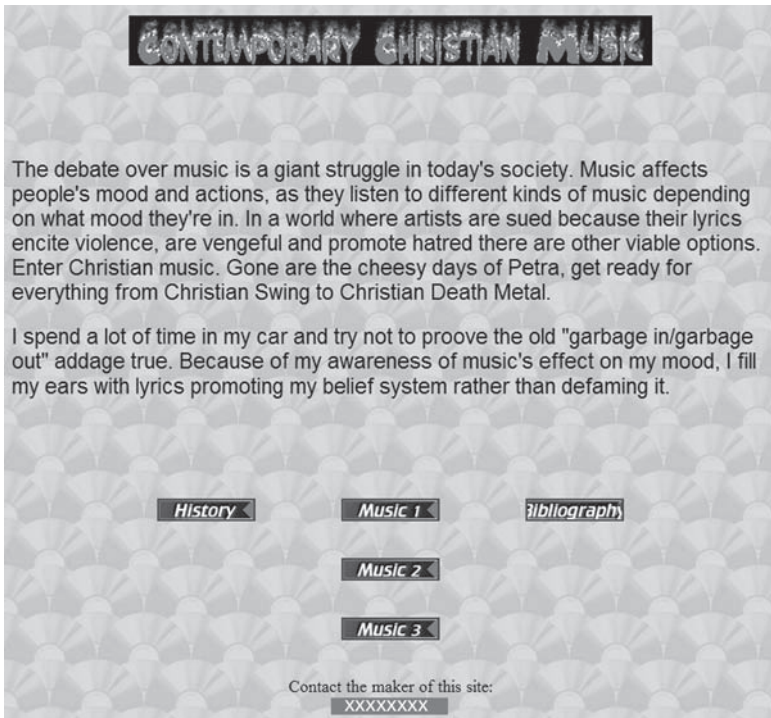 CONTEMPORARY CHRISTIAN MUSIC
The debate over music is a giant struggle in today's society. Music affects
people's mood and actions, as they listen to different kinds of music depending
on what mood they're in. In a world where artists are sued because their lyrics
encite violence, are vengeful and promote hatred there are other viable options.
Enter Christian music. Gone are the cheesy days of Petra, get ready for
everything from Christian Swing to Christian Death Metal.
I spend a lot of time in my car and try not to proove the old "garbage in/garbage
out" addage true. Because of my awareness of music's effect on my mood, I fill
my ears with lyrics promoting my belief system rather than defaming it.
History Music 1 Bibliography
Music 2
Music 3
Contact the maker of this site:
XXXXXXXX